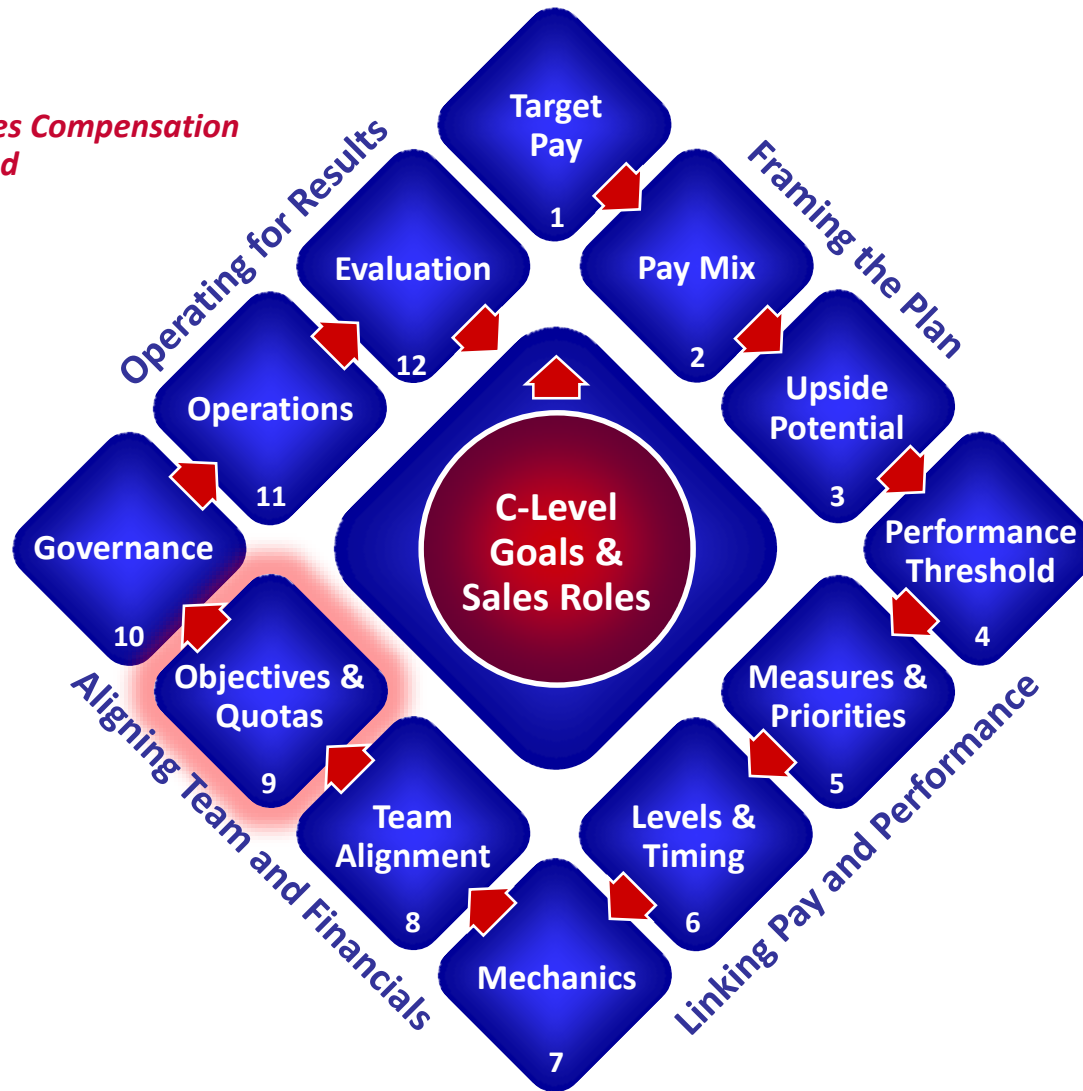 es Compensation
d
Target
Pay
1
Framing the Plan
Pay Mix
2
Upside
Potential
3
Performance
Threshold
4
Linking Pay and Performance
Measures &
Priorities
5
Levels &
Timing
6
Mechanics
7
Aligning Team and Financials
Team
Alignment
8
Objectives &
Quotas
9
Governance
10
Operating for Results
Operations
11
Evaluation
12
C-Level
Goals &
Sales Roles